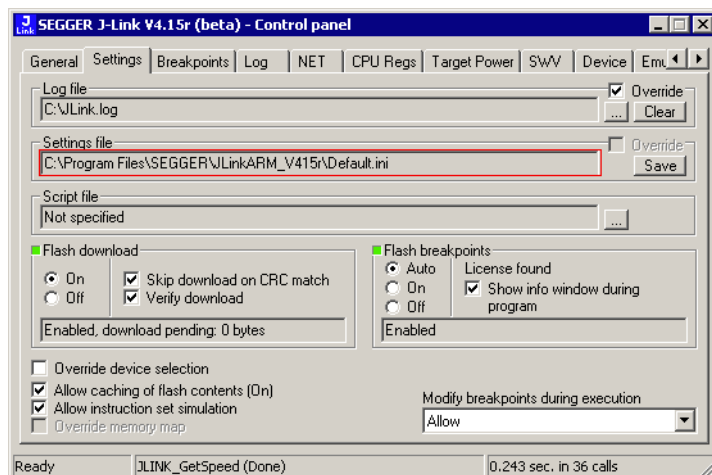 J Link
SEGGER J-Link V4.15r (beta) - Control panel
General Settings Breakpoints Log NET CPU Regs Target Power SWV Device Emu
Log file Override
C:\JLink.log ... Clear
Settings file Override
C:\Program Files\SEGGER\JLinkARM_V415r\Default.ini Save
Script file
Not specified ...
Flash download
On Skip download on CRC match
Off Verify download
Enabled, download pending: 0 bytes
Flash breakpoints
Auto License found
On Show info window during
program
Off
Enabled
Override device selection
Allow caching of flash contents (On)
Allow instruction set simulation
Override memory map
Modify breakpoints during execution
Allow
Ready JLINK_GetSpeed (Done) 0.243 sec. in 36 calls